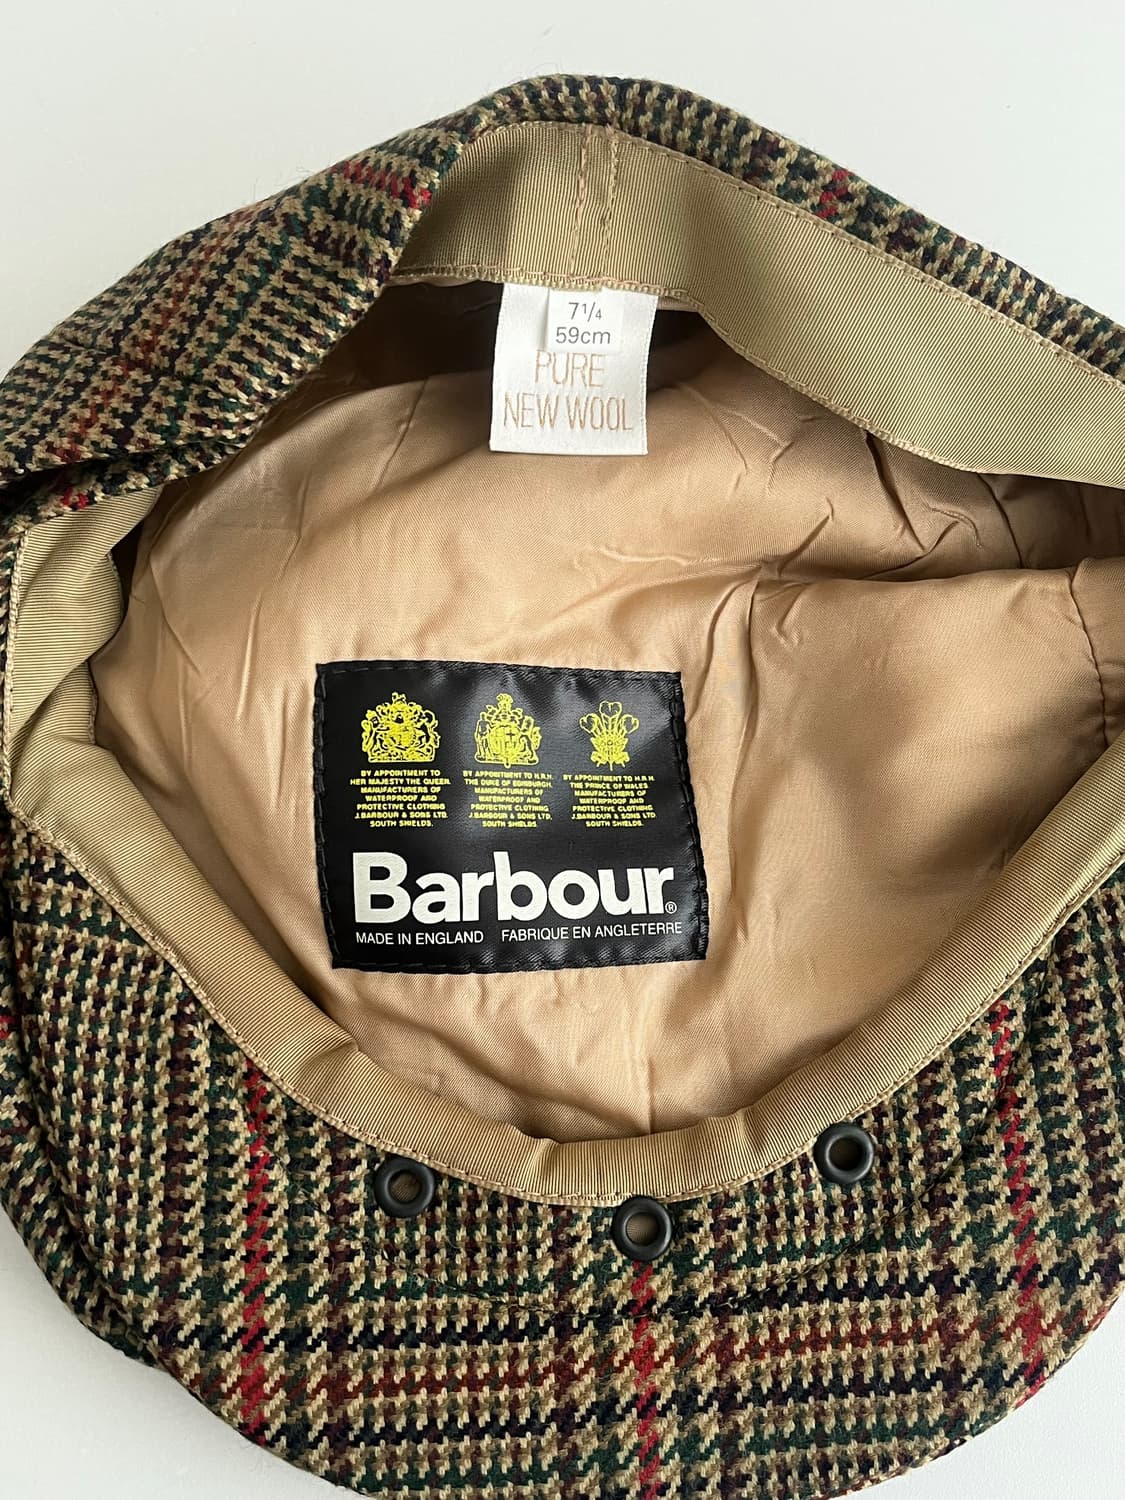 7 1/4
59cm
PURE
NEW WOOL
BY APPOINTMENT TO
HER MAJESTY THE QUEEN
MANUFACTURERS OF
WATERPROOF AND
PROTECTIVE CLOTHING
J.BARBOUR & SONS LTD.
SOUTH SHIELDS.
BY APPOINTMENT TO H.R.H.
THE DUKE OF EDINBURGH.
MANUFACTURERS OF
WATERPROOF AND
PROTECTIVE CLOTHING
J.BARBOUR & SONS LTD.
SOUTH SHIELDS.
BY APPOINTMENT TO H.R.H.
THE PRINCE OF WALES
MANUFACTURERS OF
WATERPROOF AND
PROTECTIVE CLOTHING
J.BARBOUR & SONS LTD.
SOUTH SHIELDS.
Barbour®
MADE IN ENGLAND FABRIQUE EN ANGLETERRE